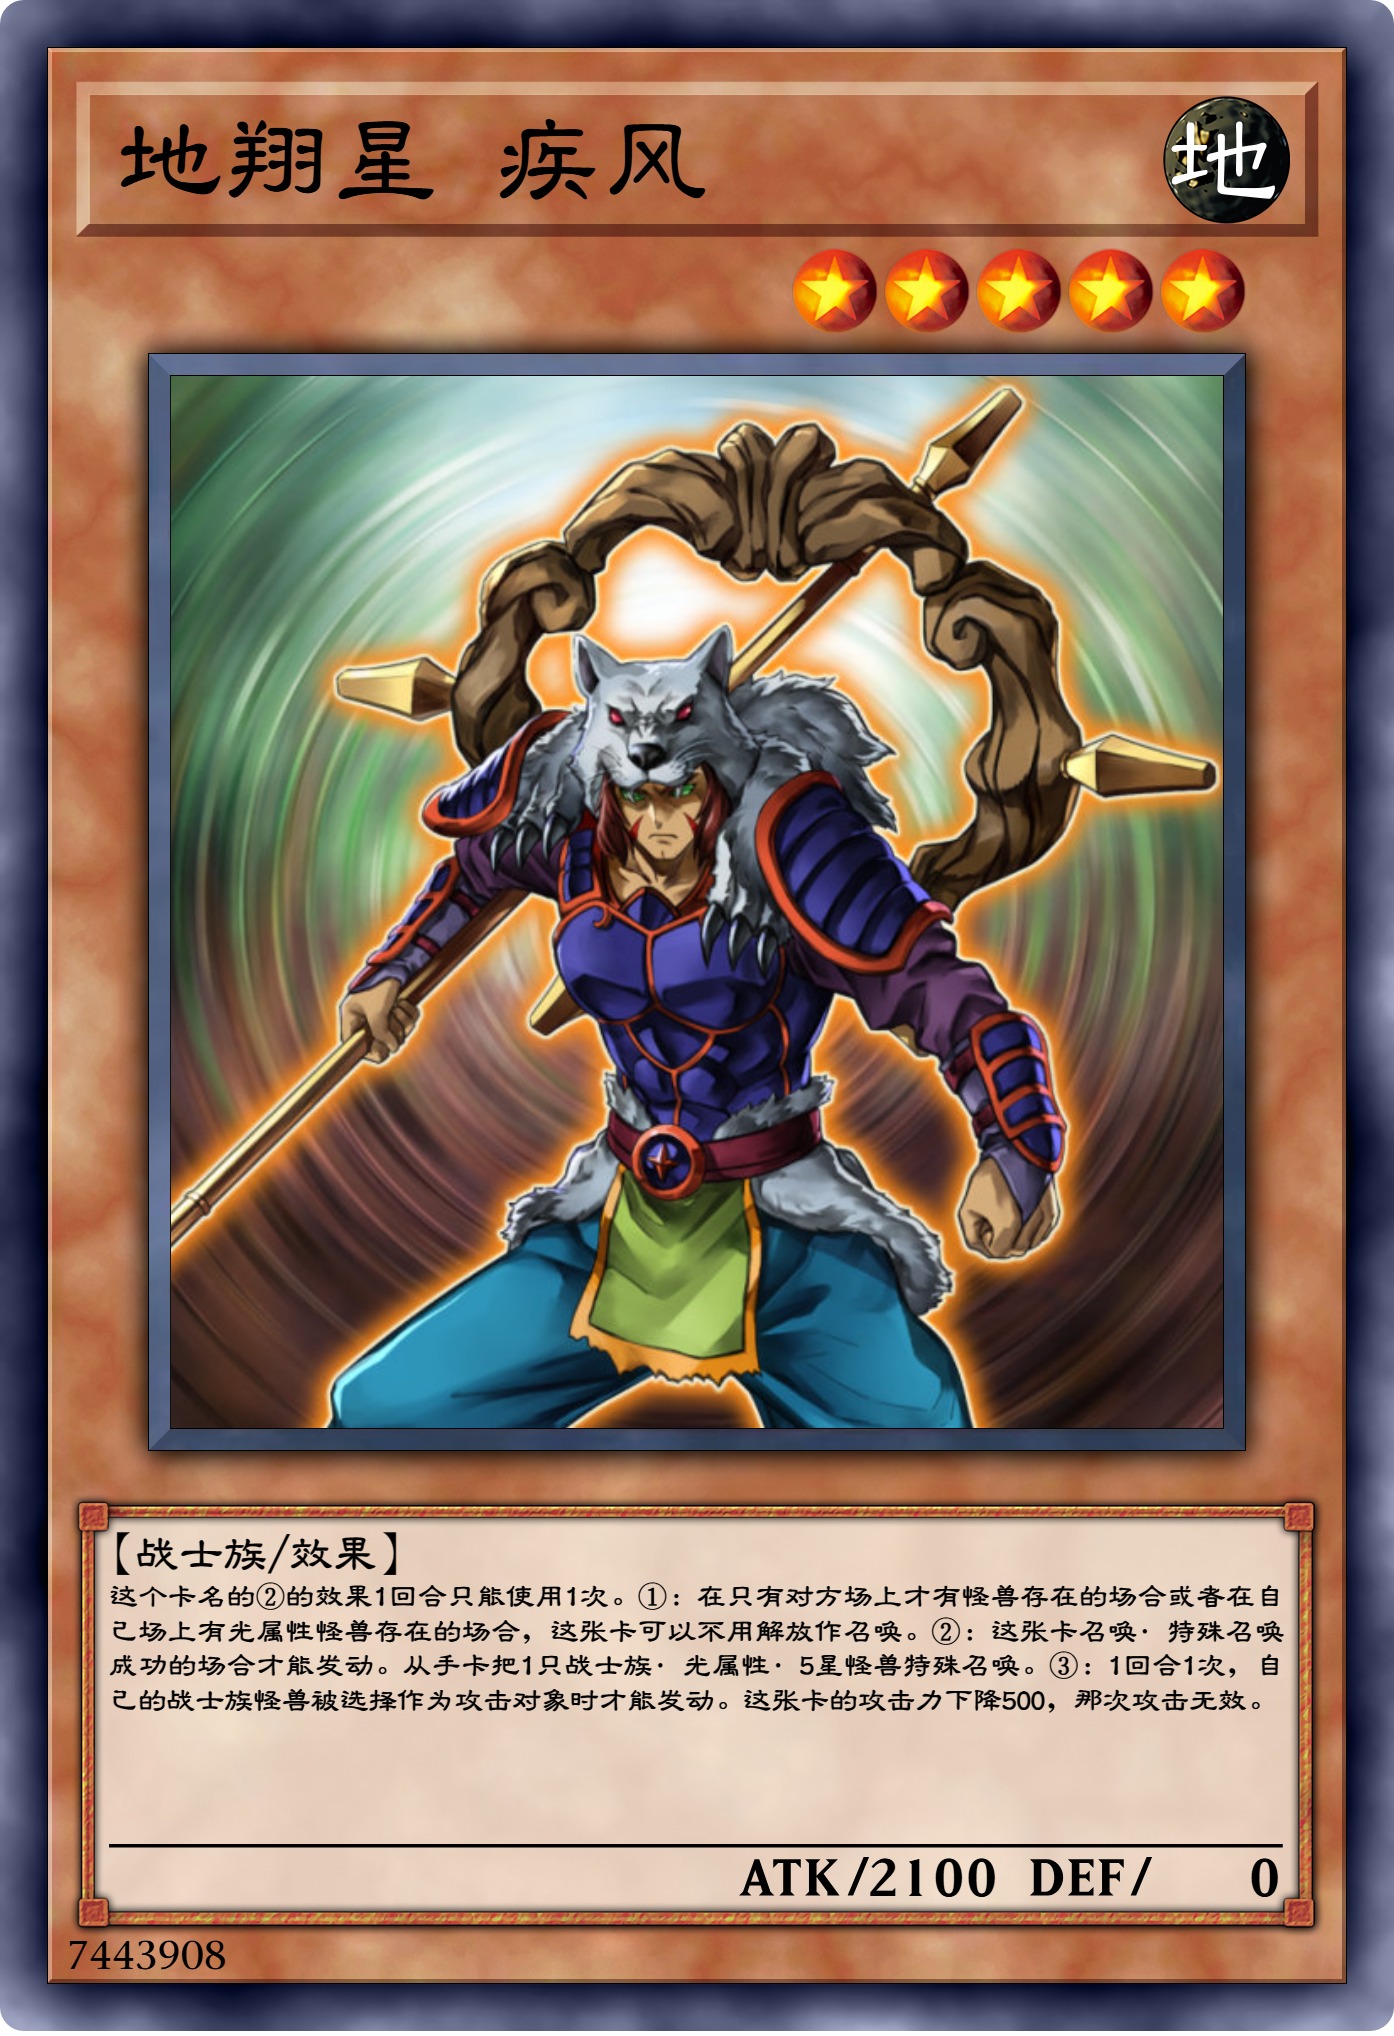 地翔星 疾风
地
【战士族/效果】
这个卡名的②的效果1回合只能使用1次。①：在只有对方场上才有怪兽存在的场合或者在自
己场上有光属性怪兽存在的场合，这张卡可以不用解放作召唤。②：这张卡召唤·特殊召唤
成功的场合才能发动。从手卡把1只战士族·光属性·5星怪兽特殊召唤。③：1回合1次，自
己的战士族怪兽被选择作为攻击对象时才能发动。这张卡的攻击力下降500，那次攻击无效。
ATK/2100 DEF/ 0
7443908